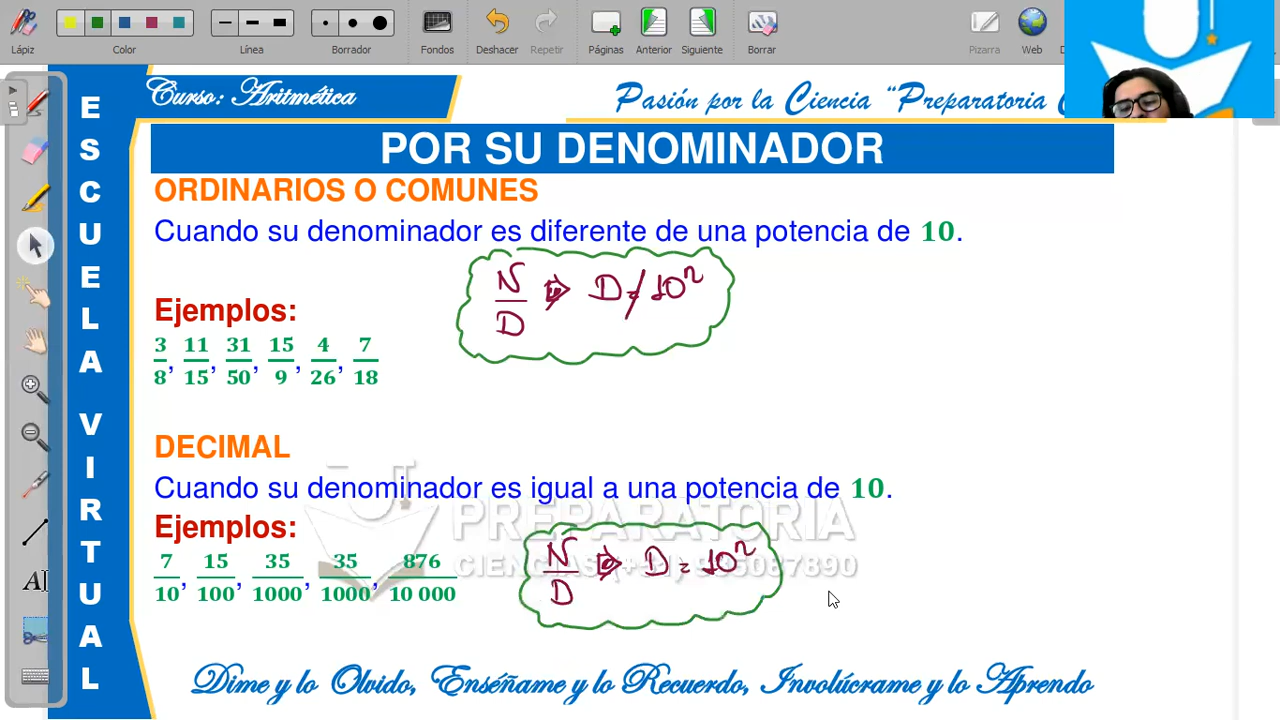 Lápiz Color Línea Borrador Fondos Deshacer Repetir Páginas Anterior Siguiente Borrar Pizarra Web
Curso: Aritmética
Pasión por la Ciencia “Preparatoria C
ESCUELA VIRTUAL
POR SU DENOMINADOR
ORDINARIOS O COMUNES
Cuando su denominador es diferente de una potencia de 10.
N/D ⇒ D ≠ 10ⁿ
Ejemplos:
3/8, 11/15, 31/50, 15/9, 4/26, 7/18
DECIMAL
Cuando su denominador es igual a una potencia de 10.
PREPARATORIA
Ejemplos:
N/D ⇒ D = 10ⁿ
7/10, 15/100, 35/1000, 35/1000, 876/10 000
Dime y lo Olvido, Enséñame y lo Recuerdo, Involúcrame y lo Aprendo